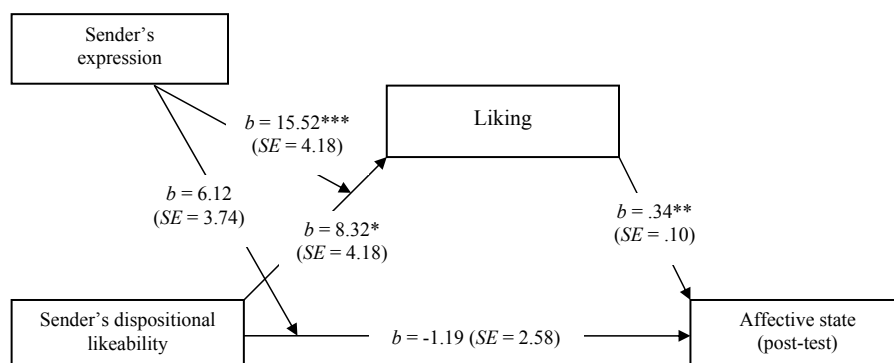 Sender's
expression
Liking
b = 15.52***
(SE = 4.18)
b = 6.12
(SE = 3.74)
b = 8.32*
(SE = 4.18)
b = .34**
(SE = .10)
Sender's dispositional
likeability
b = -1.19 (SE = 2.58)
Affective state
(post-test)